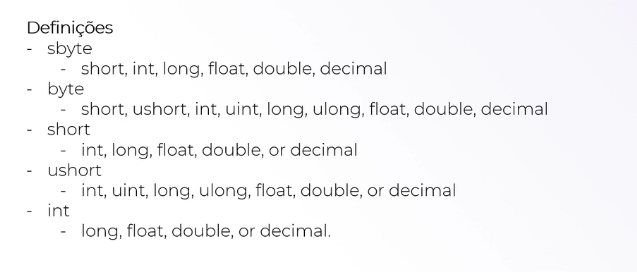 Definições
- sbyte
- short, int, long, float, double, decimal
- byte
- short, ushort, int, uint, long, ulong, float, double, decimal
- short
- int, long, float, double, or decimal
- ushort
- int, uint, long, ulong, float, double, or decimal
- int
- long, float, double, or decimal.